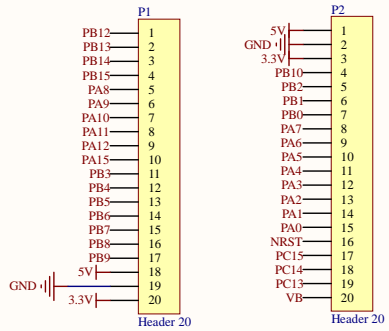 P1
PB12 1
PB13 2
PB14 3
PB15 4
PA8 5
PA9 6
PA10 7
PA11 8
PA12 9
PA15 10
PB3 11
PB4 12
PB5 13
PB6 14
PB7 15
PB8 16
PB9 17
5V 18
GND 19
3.3V 20
Header 20
P2
5V 1
GND 2
3.3V 3
PB10 4
PB2 5
PB1 6
PB0 7
PA7 8
PA6 9
PA5 10
PA4 11
PA3 12
PA2 13
PA1 14
PA0 15
NRST 16
PC15 17
PC14 18
PC13 19
VB 20
Header 20